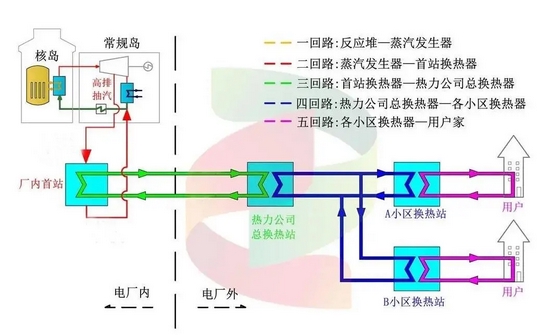 核岛
常规岛
高排
抽汽
一回路:反应堆—蒸汽发生器
二回路:蒸汽发生器—首站换热器
三回路:首站换热器—热力公司总换热器
四回路:热力公司总换热器—各小区换热器
五回路:各小区换热器—用户家
厂内首站
热力公司
总换热站
A小区换热站
用户
B小区换热站
用户
电厂内
电厂外